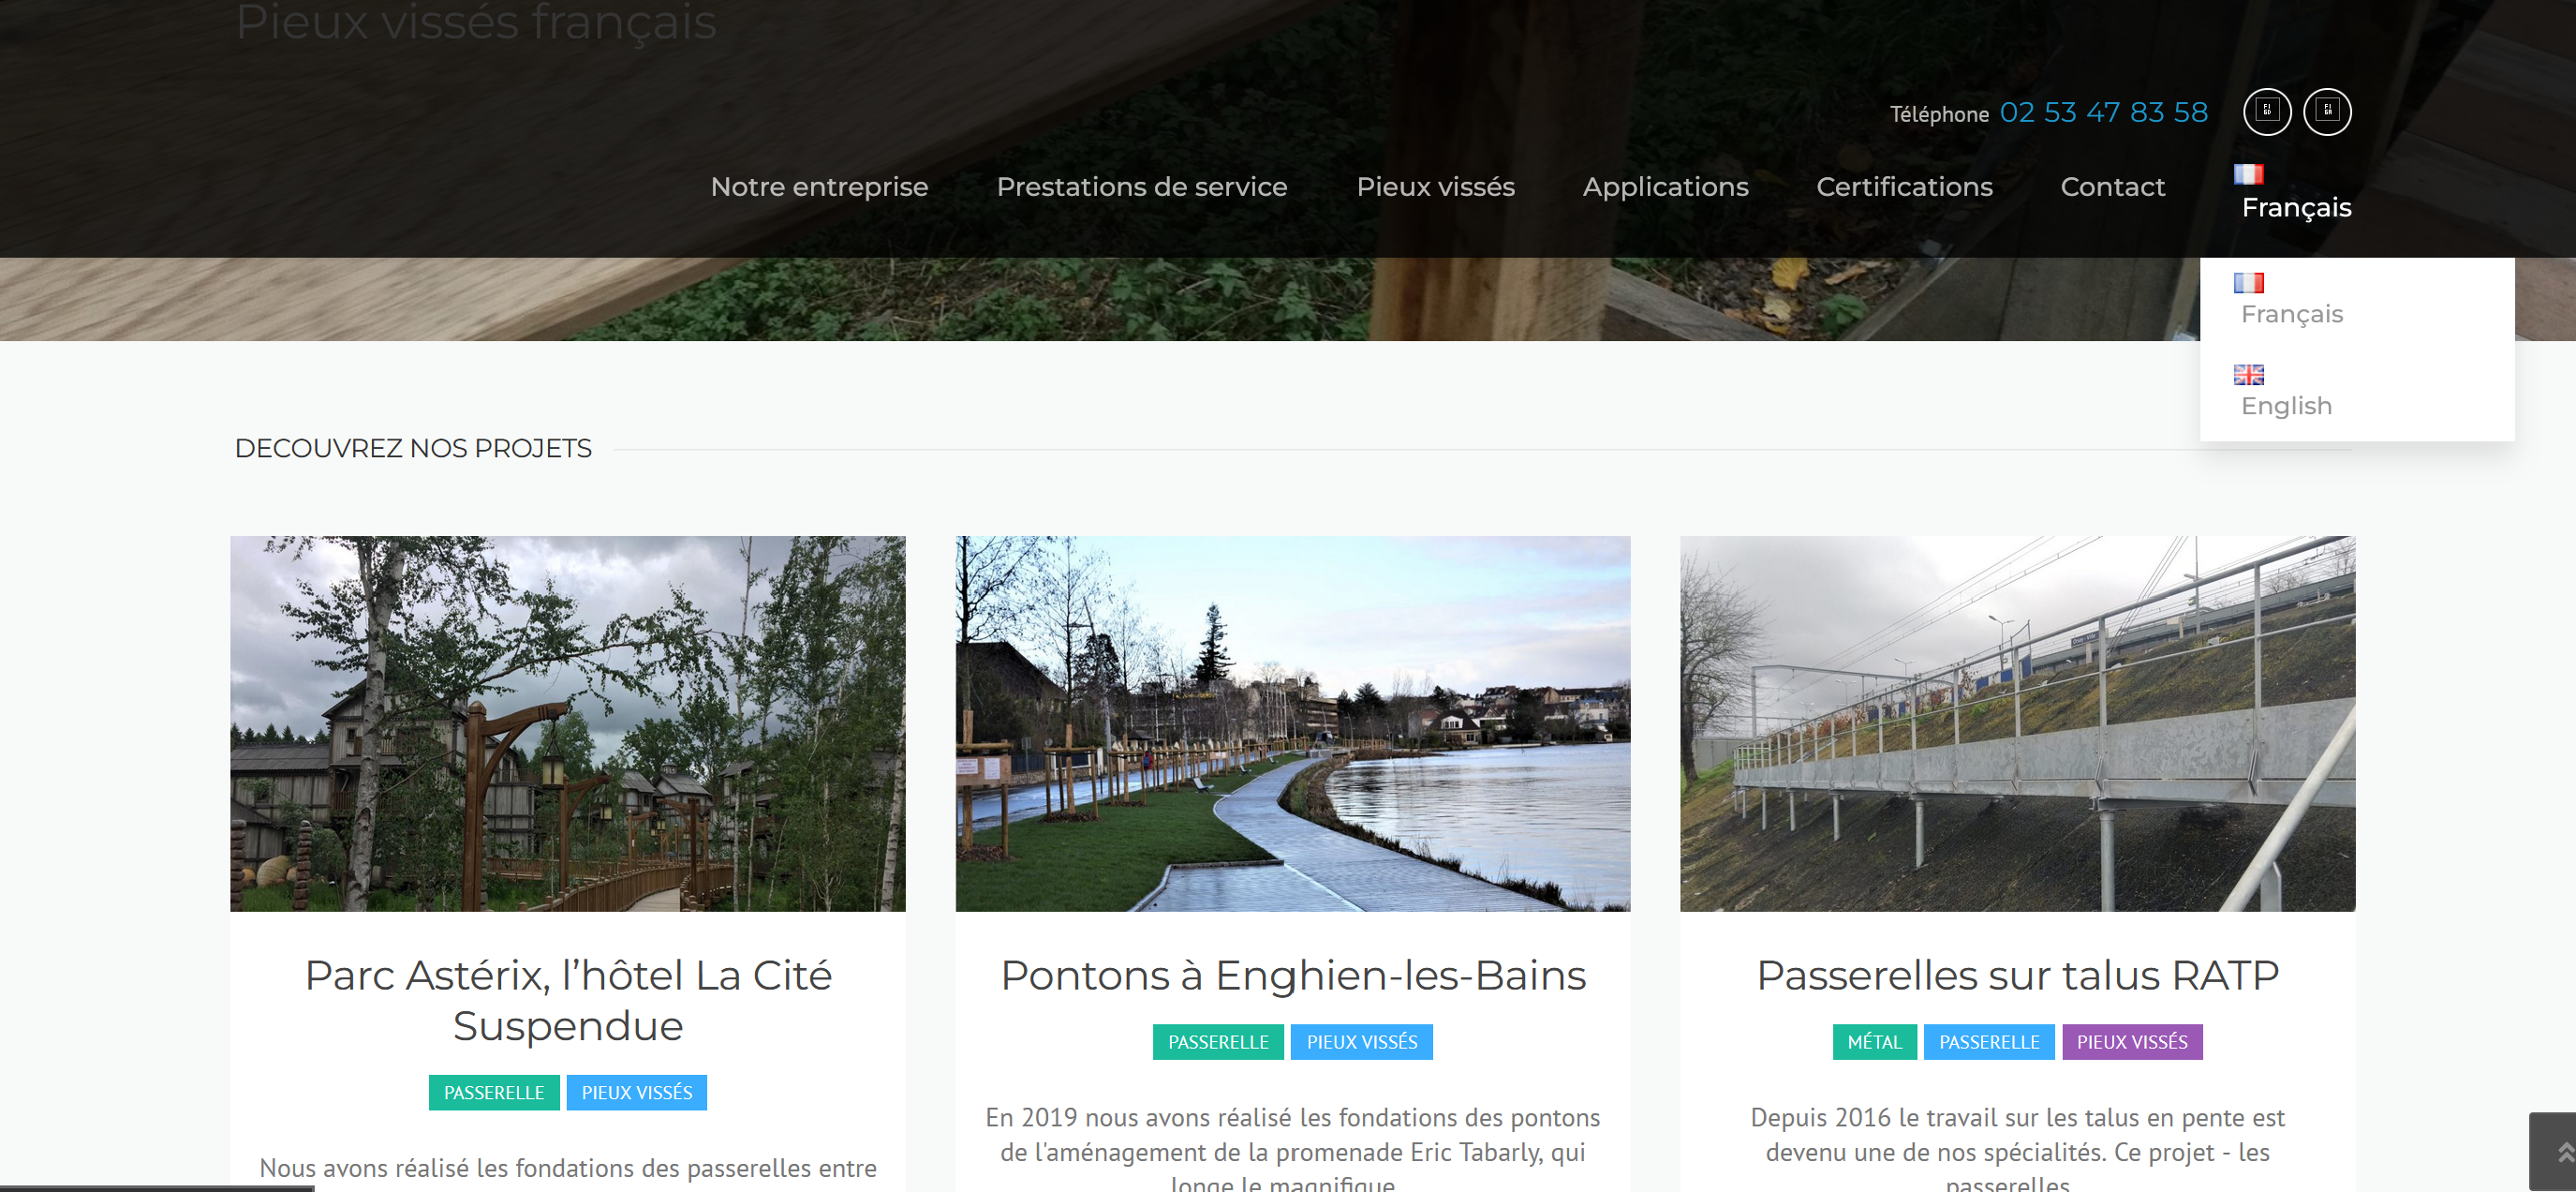 Pieux vissés français
Téléphone 02 53 47 83 58
Notre entreprise
Prestations de service
Pieux vissés
Applications
Certifications
Contact
Français
Français
English
DECOUVREZ NOS PROJETS
Parc Astérix, l’hôtel La Cité
Suspendue
PASSERELLE PIEUX VISSÉS
Nous avons réalisé les fondations des passerelles entre
Pontons à Enghien-les-Bains
PASSERELLE PIEUX VISSÉS
En 2019 nous avons réalisé les fondations des pontons
de l'aménagement de la promenade Eric Tabarly, qui
longe le magnifique
Passerelles sur talus RATP
MÉTAL PASSERELLE PIEUX VISSÉS
Depuis 2016 le travail sur les talus en pente est
devenu une de nos spécialités. Ce projet - les
passerelles